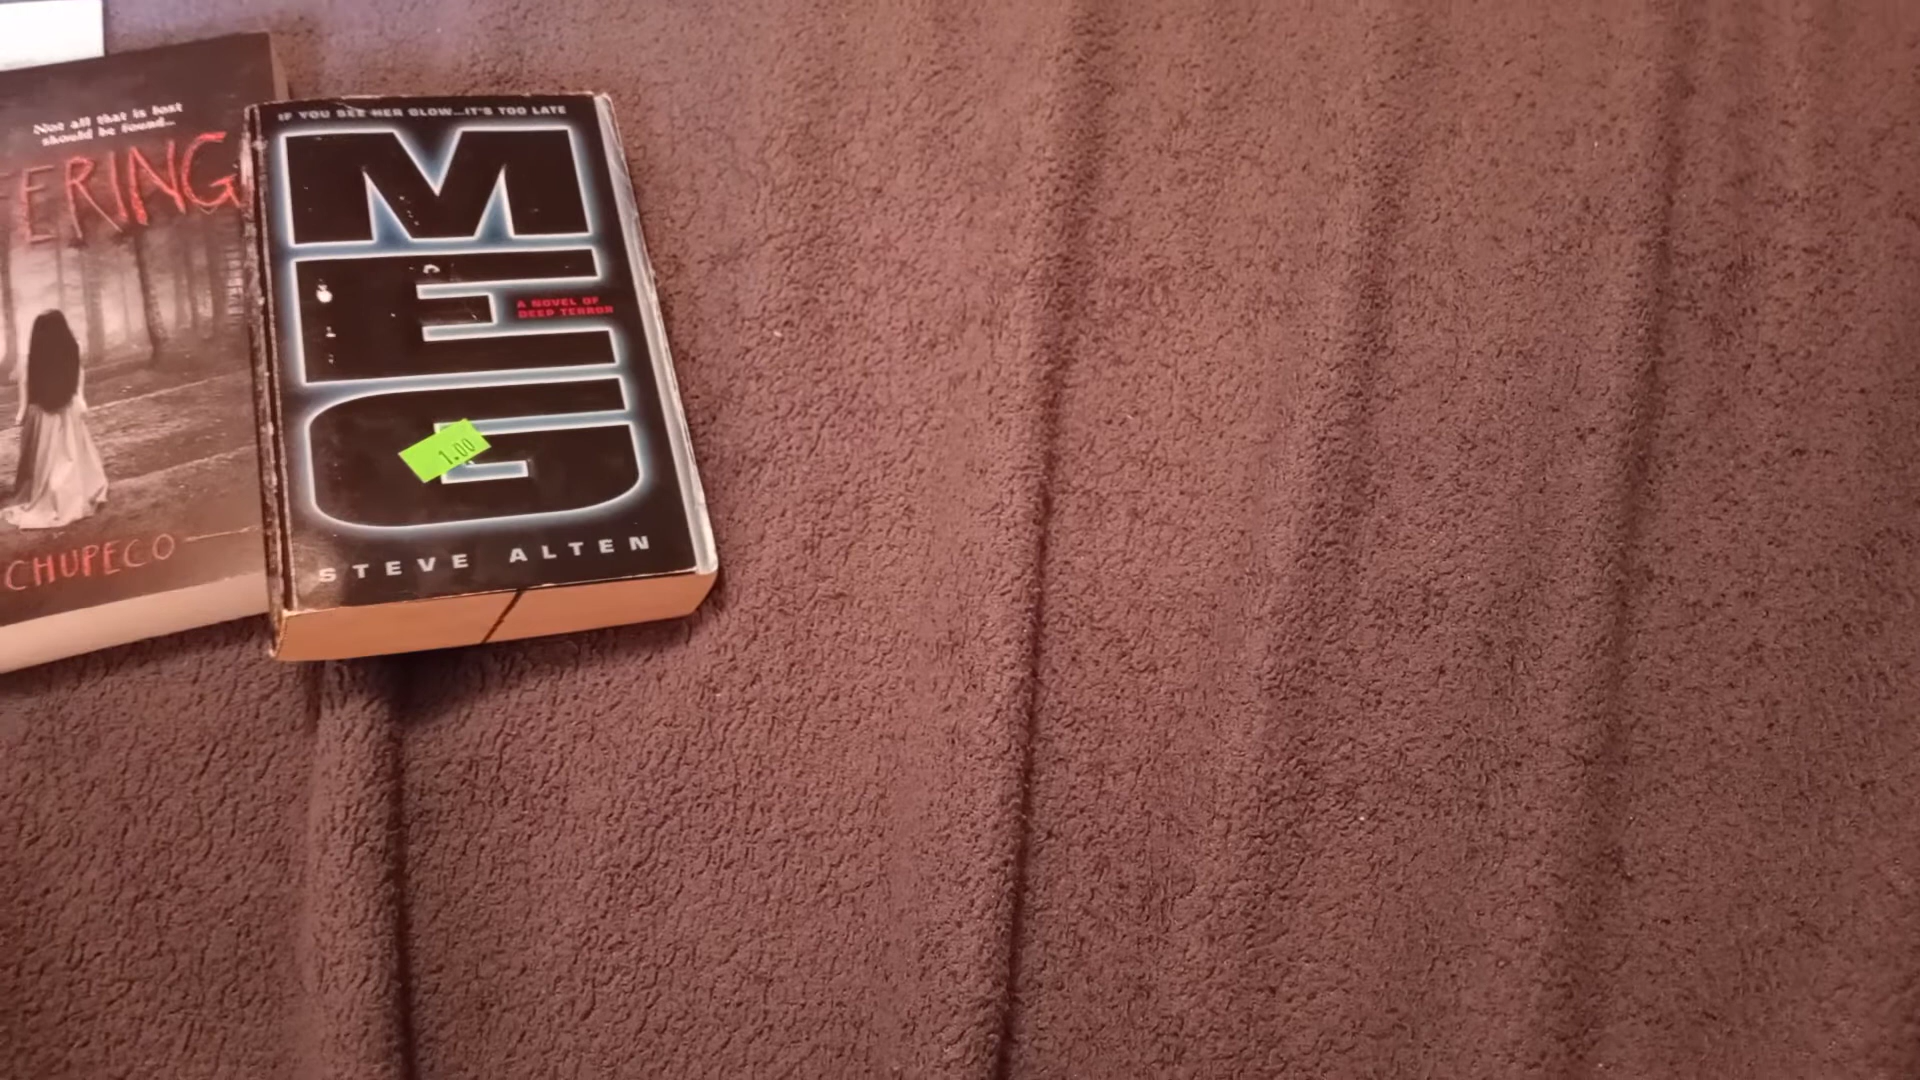 Not all that is lost
should be found...
ERING
CHUPECO
IF YOU SEE HER GLOW...IT'S TOO LATE
MEG
A NOVEL OF
DEEP TERROR
1.00
STEVE ALTEN